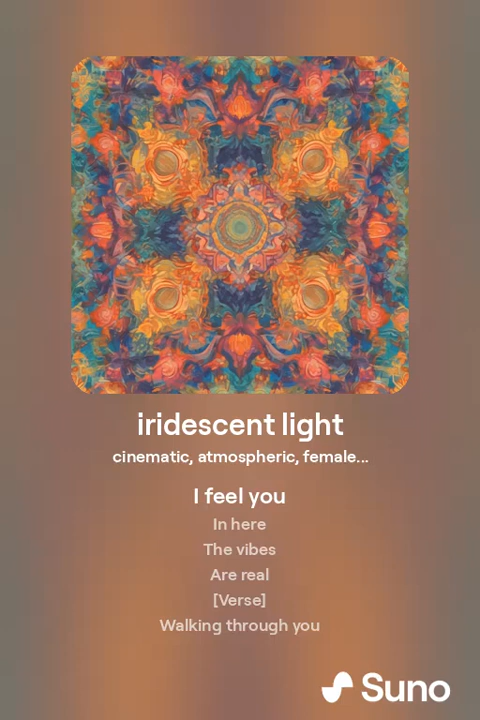 iridescent light
cinematic, atmospheric, female...
I feel you
In here
The vibes
Are real
[Verse]
Walking through you
Suno